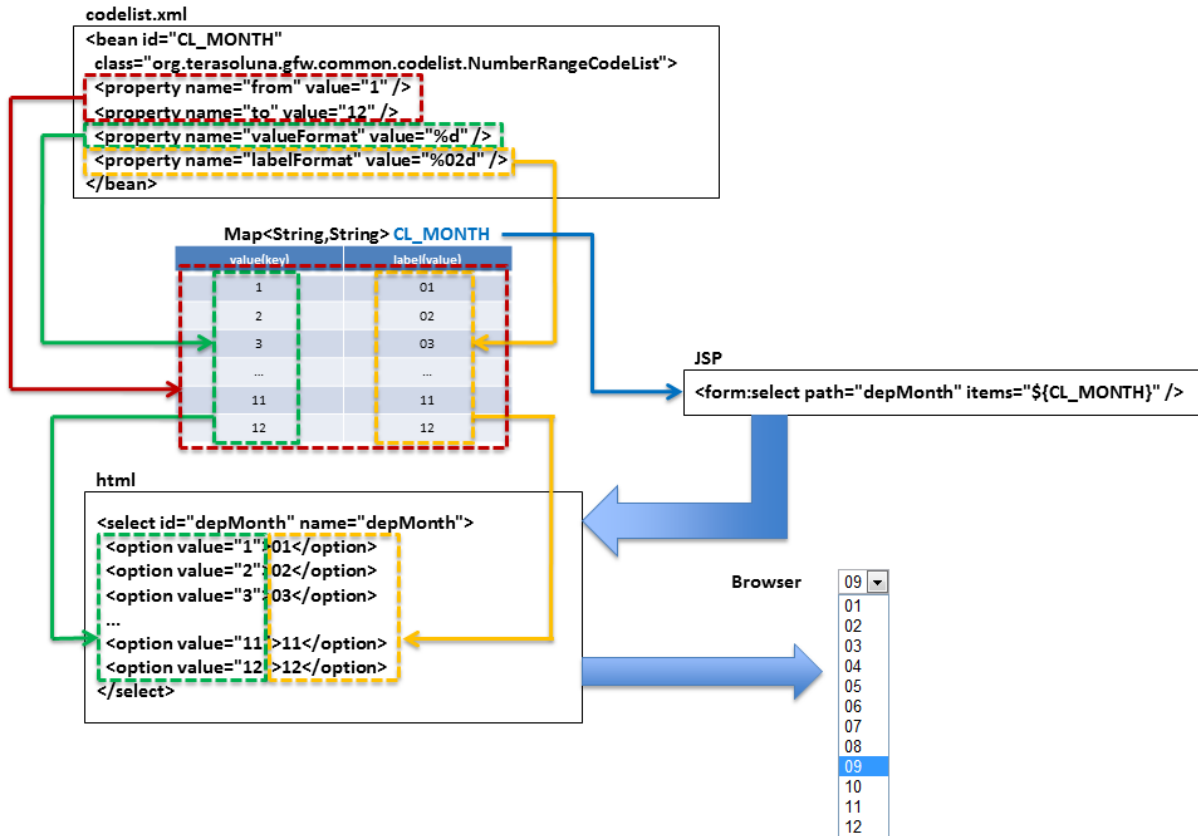 codelist.xml
<bean id="CL_MONTH"
class="org.terasoluna.gfw.common.codelist.NumberRangeCodeList">
<property name="from" value="1" />
<property name="to" value="12" />
<property name="valueFormat" value="%d" />
<property name="labelFormat" value="%02d" />
</bean>
Map<String,String> CL_MONTH
value(key) label(value)
1 01
2 02
3 03
... ...
11 11
12 12
JSP
<form:select path="depMonth" items="${CL_MONTH}" />
html
<select id="depMonth" name="depMonth">
<option value="1">01</option>
<option value="2">02</option>
<option value="3">03</option>
...
<option value="11">11</option>
<option value="12">12</option>
</select>
Browser
09
01
02
03
04
05
06
07
08
09
10
11
12